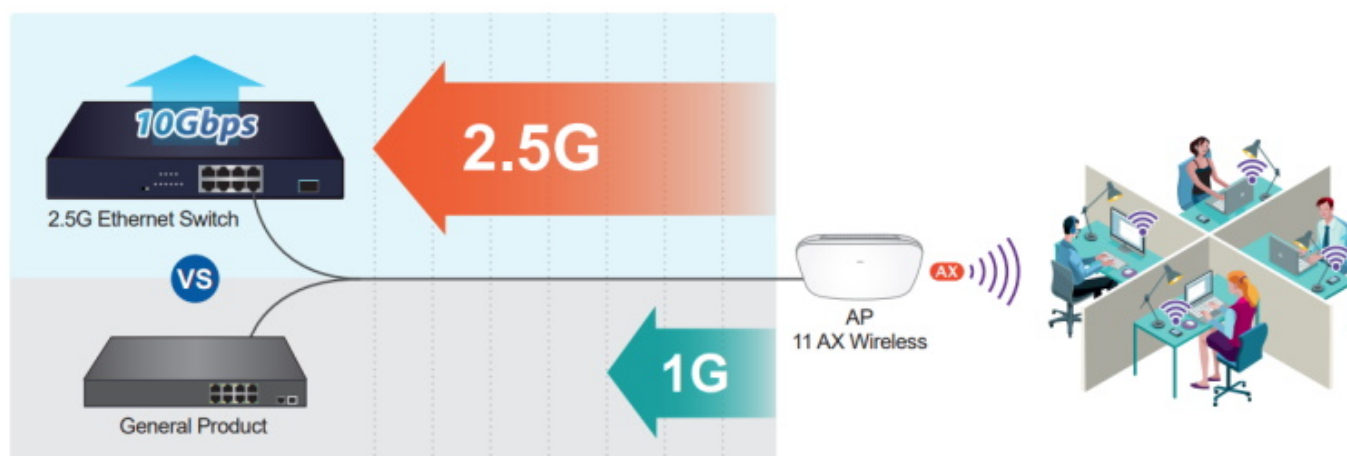 10Gbps
2.5G
2.5G Ethernet Switch
VS
AX
AP
11 AX Wireless
1G
General Product